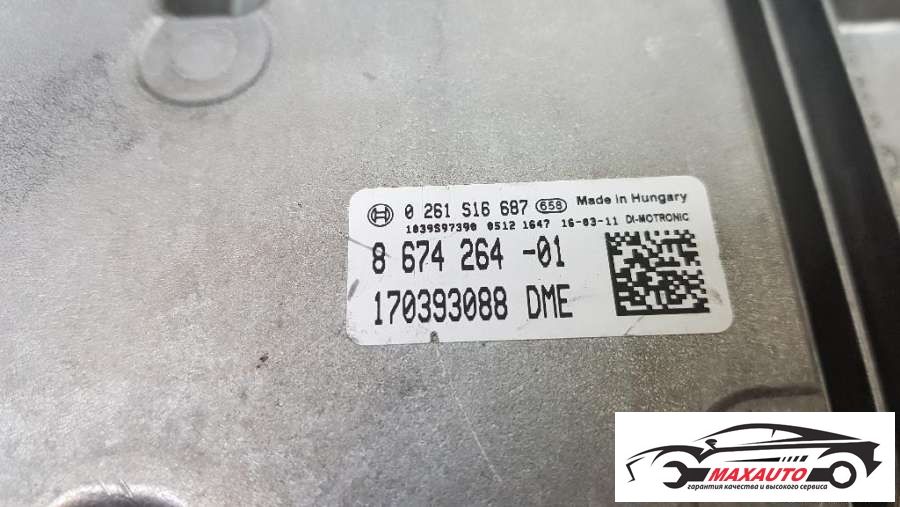 0 261 S16 687 658 Made in Hungary
1039S97390 0512 1647 16-03-11 DI-MOTRONIC
8 674 264 -01
170393088 DME
MAXAUTO
гарантия качества и высокого сервиса